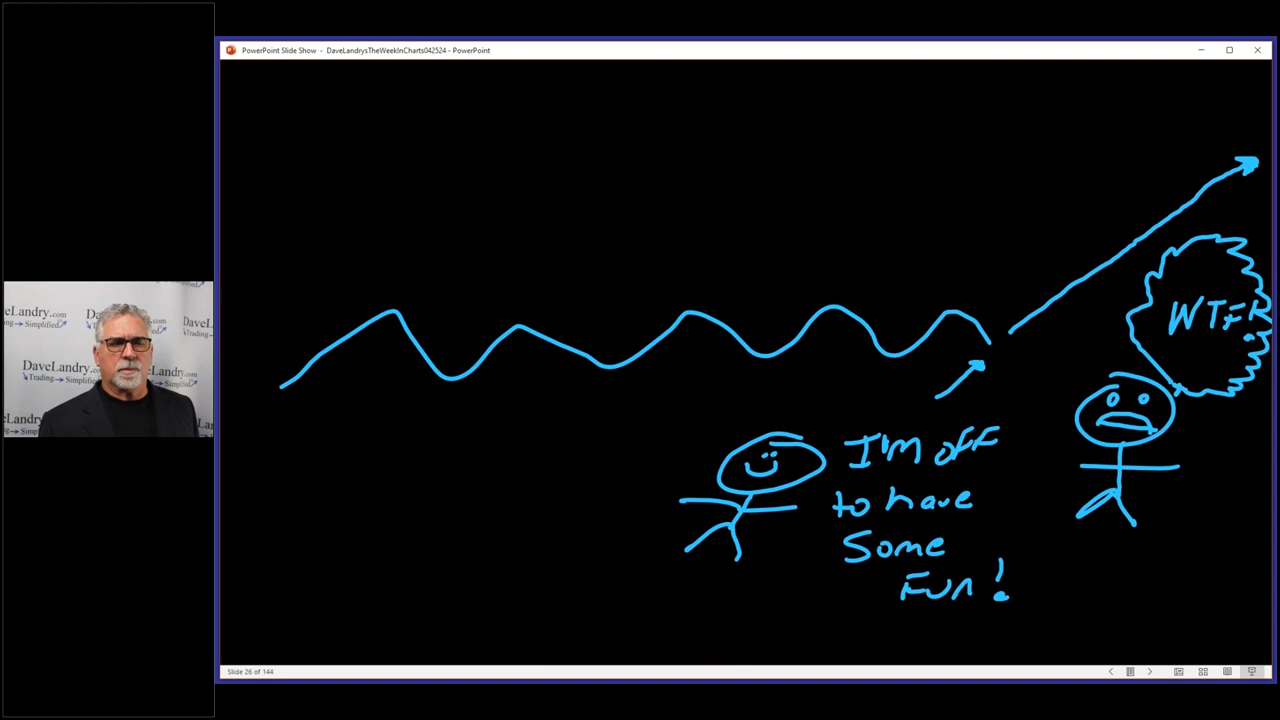 PowerPoint Slide Show - DaveLandrysTheWeekInCharts042524 - PowerPoint
WTF
I'm off
to have
Some
Fun!
DaveLandry.com
Trading Simplified
Slide 26 of 144